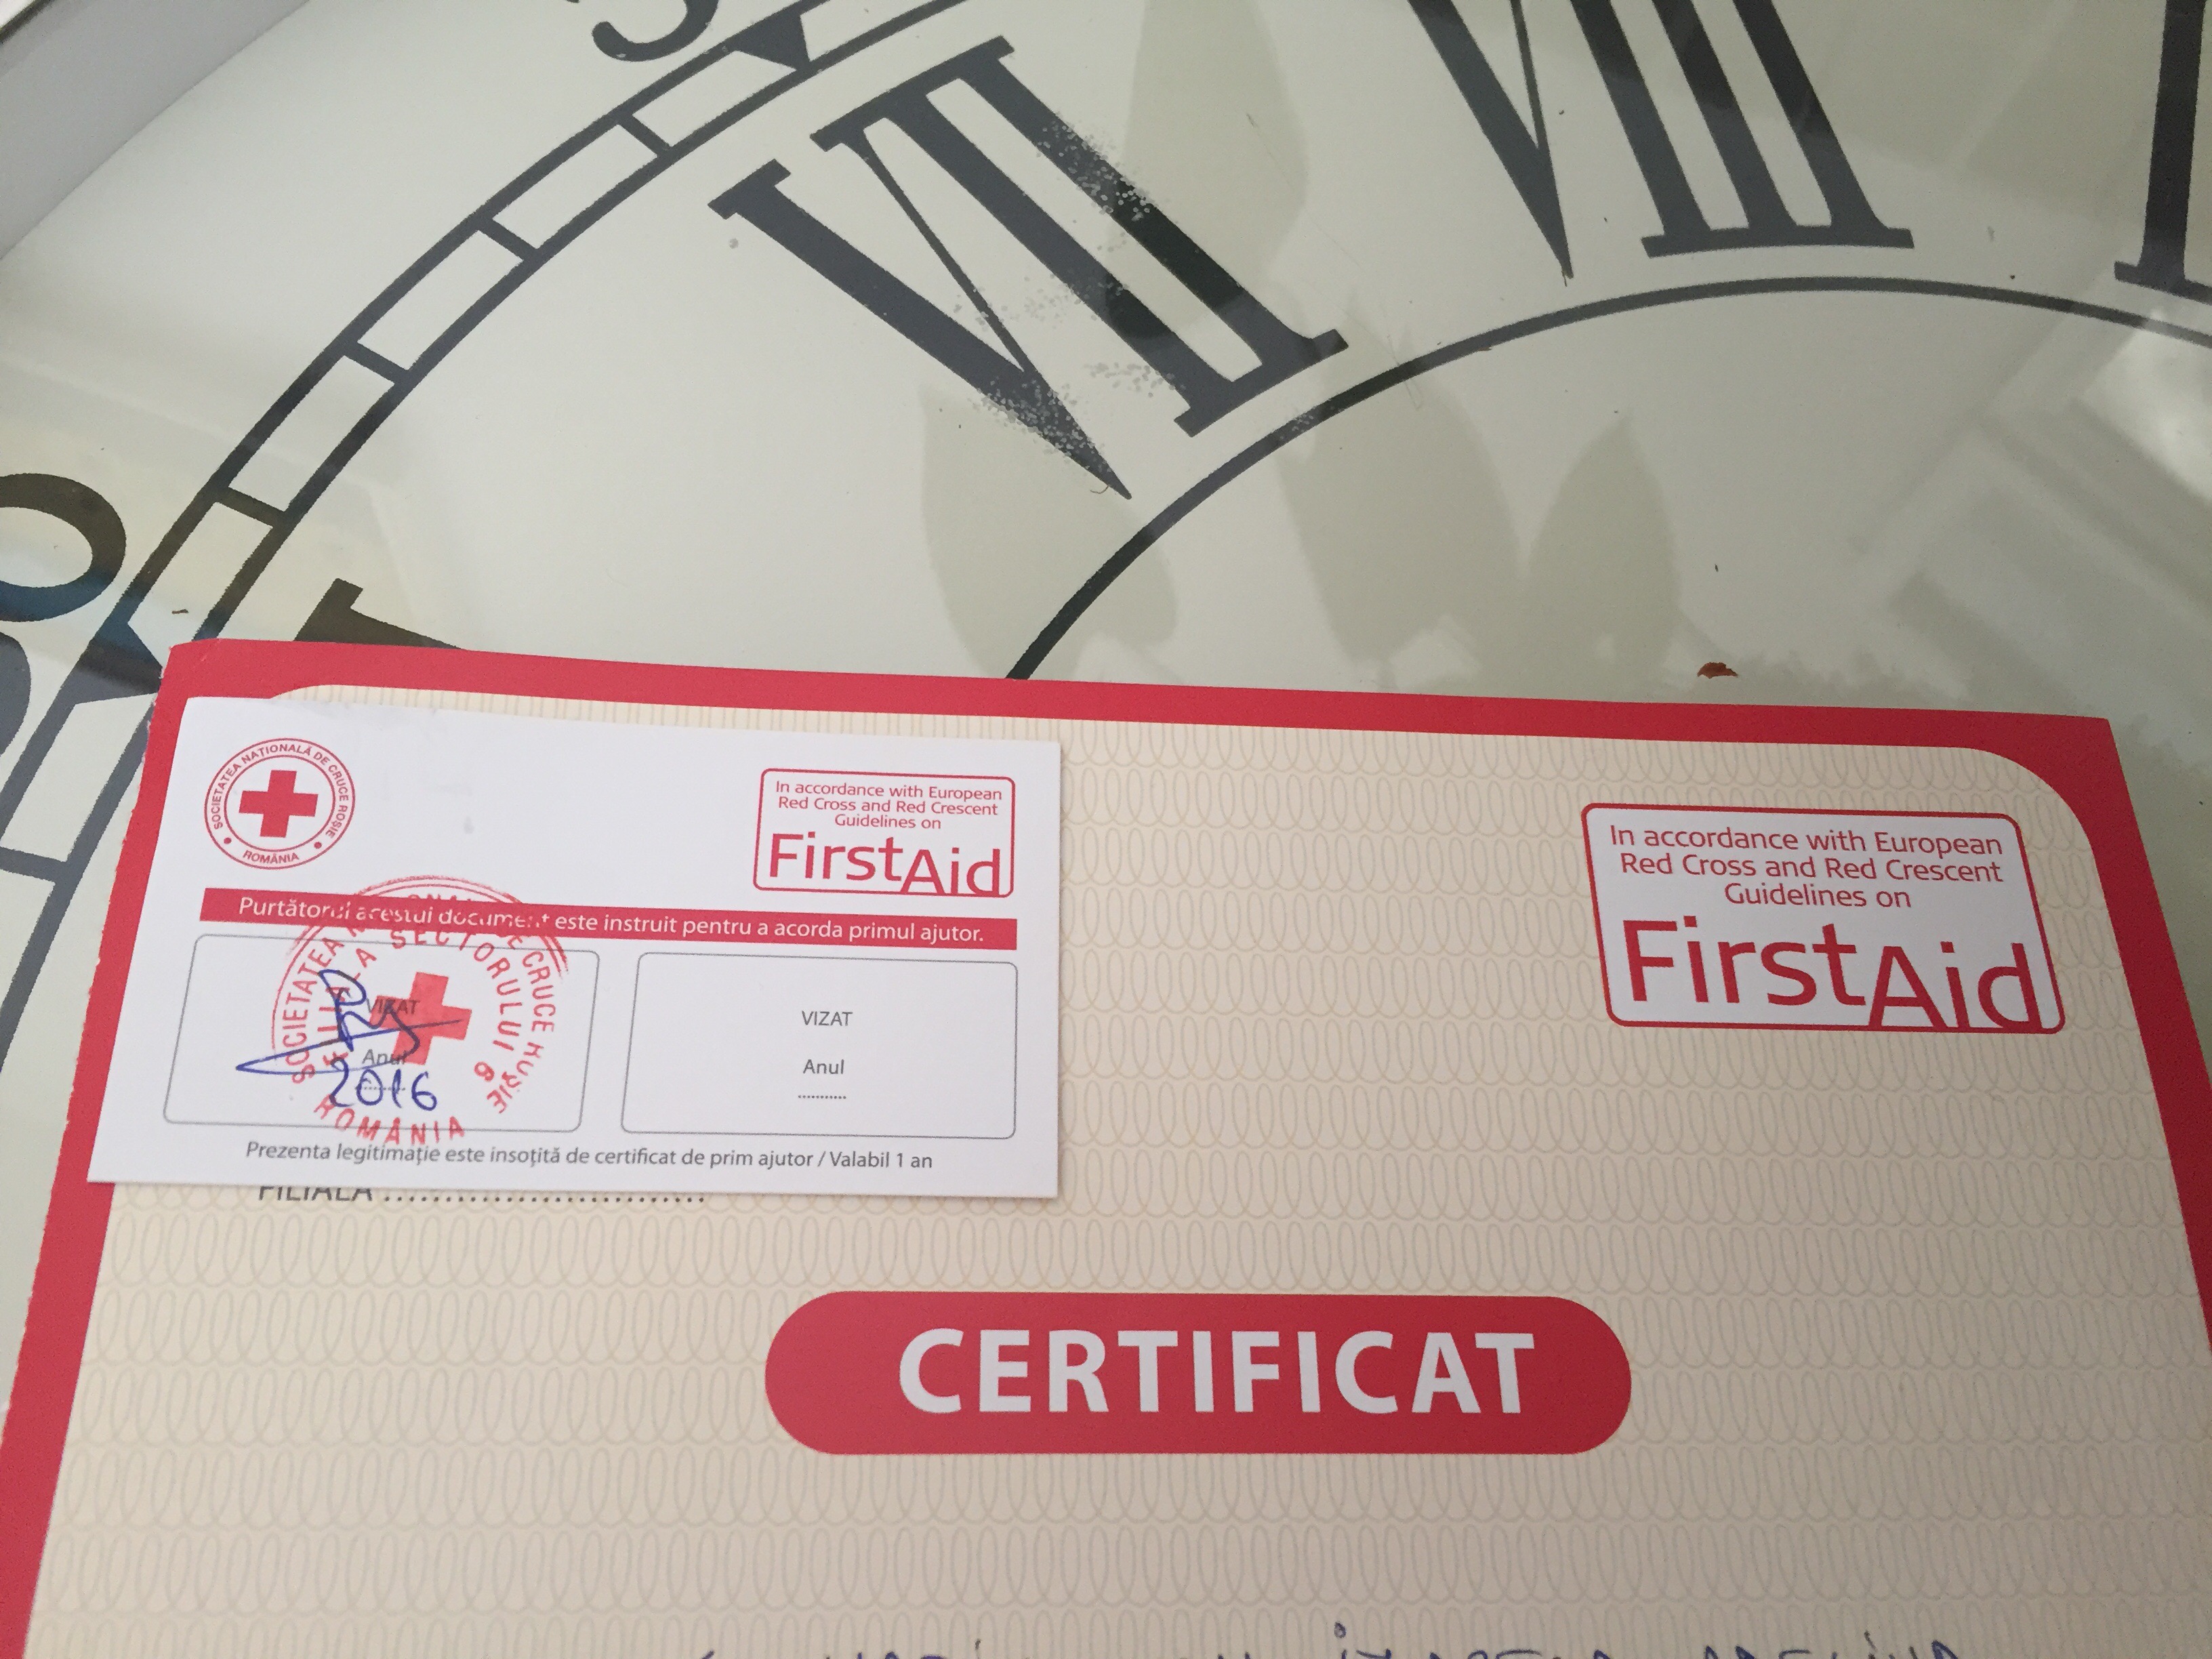 VII
VIII
SOCIETATEA NAȚIONALĂ DE CRUCE ROȘIE
ROMÂNIA
In accordance with European
Red Cross and Red Crescent
Guidelines on
FirstAid
Purtătorul acestui document este instruit pentru a acorda primul ajutor.
SOCIETATEA DE CRUCE ROȘIE
FILIALA SECTORULUI 6
ROMÂNIA
VIZAT
Anul
2016
VIZAT
Anul
...........
Prezenta legitimație este însoțită de certificat de prim ajutor / Valabil 1 an
In accordance with European
Red Cross and Red Crescent
Guidelines on
FirstAid
FILIALA ..............................
CERTIFICAT